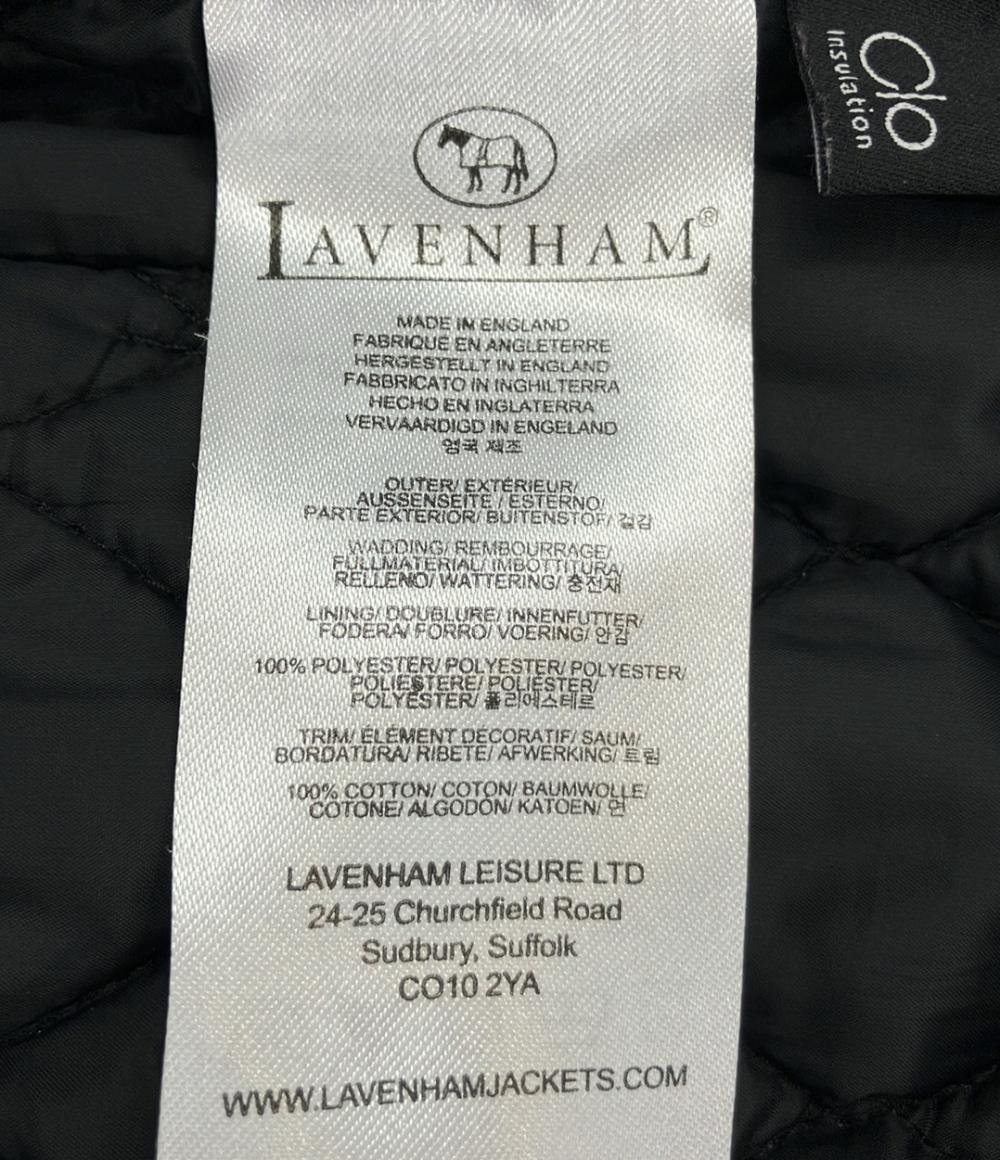 LAVENHAM®
MADE IN ENGLAND
FABRIQUE EN ANGLETERRE
HERGESTELLT IN ENGLAND
FABBRICATO IN INGHILTERRA
HECHO EN INGLATERRA
VERVAARDIGD IN ENGELAND
영국 제조
OUTER/ EXTÉRIEUR/
AUSSENSEITE / ESTERNO/
PARTE EXTERIOR/ BUITENSTOF/ 겉감
WADDING/ REMBOURRAGE/
FÜLLMATERIAL/ IMBOTTITURA/
RELLENO/ WATTERING/ 충전재
LINING/ DOUBLURE/ INNENFUTTER/
FODERA/ FORRO/ VOERING/ 안감
100% POLYESTER/ POLYESTER/ POLYESTER/
POLIESTERE/ POLIÉSTER/
POLYESTER/ 폴리에스테르
TRIM/ ÉLÉMENT DÉCORATIF/ SAUM/
BORDATURA/ RIBETE/ AFWERKING/ 트림
100% COTTON/ COTON/ BAUMWOLLE/
COTONE/ ALGODÓN/ KATOEN/ 면
LAVENHAM LEISURE LTD
24-25 Churchfield Road
Sudbury, Suffolk
CO10 2YA
WWW.LAVENHAMJACKETS.COM
Clo
Insulation